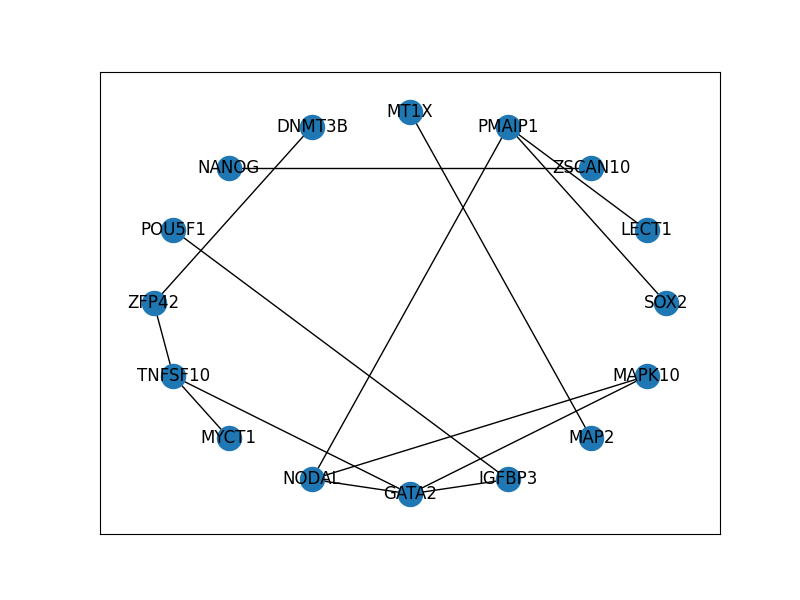 MT1X
DNMT3B
PMAIP1
NANOG
ZSCAN10
POU5F1
LECT1
ZFP42
SOX2
TNFSF10
MAPK10
MYCT1
MAP2
NODAL
IGFBP3
GATA2